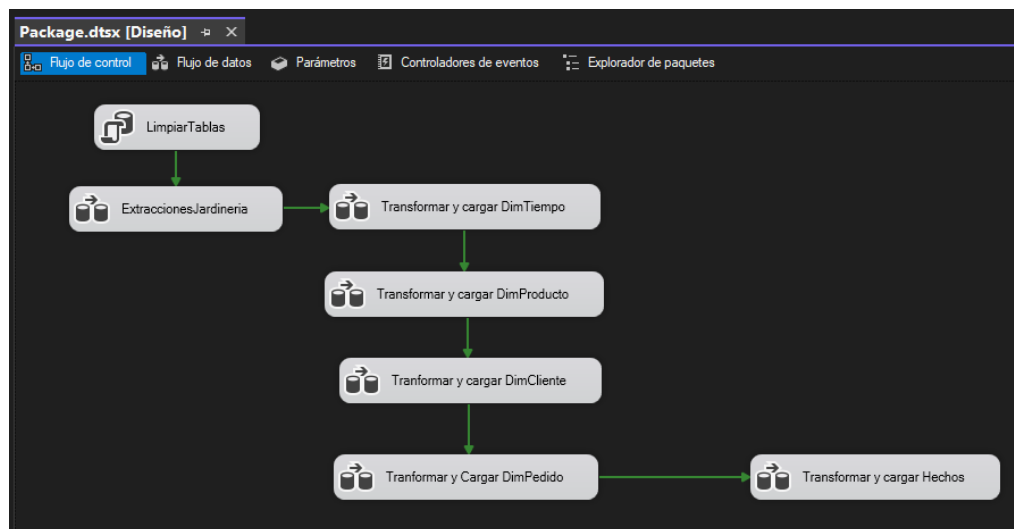 Package.dtsx [Diseño]
Flujo de control
Flujo de datos
Parámetros
Controladores de eventos
Explorador de paquetes
LimpiarTablas
ExtraccionesJardineria
Transformar y cargar DimTiempo
Transformar y cargar DimProducto
Tranformar y cargar DimCliente
Tranformar y Cargar DimPedido
Transformar y cargar Hechos